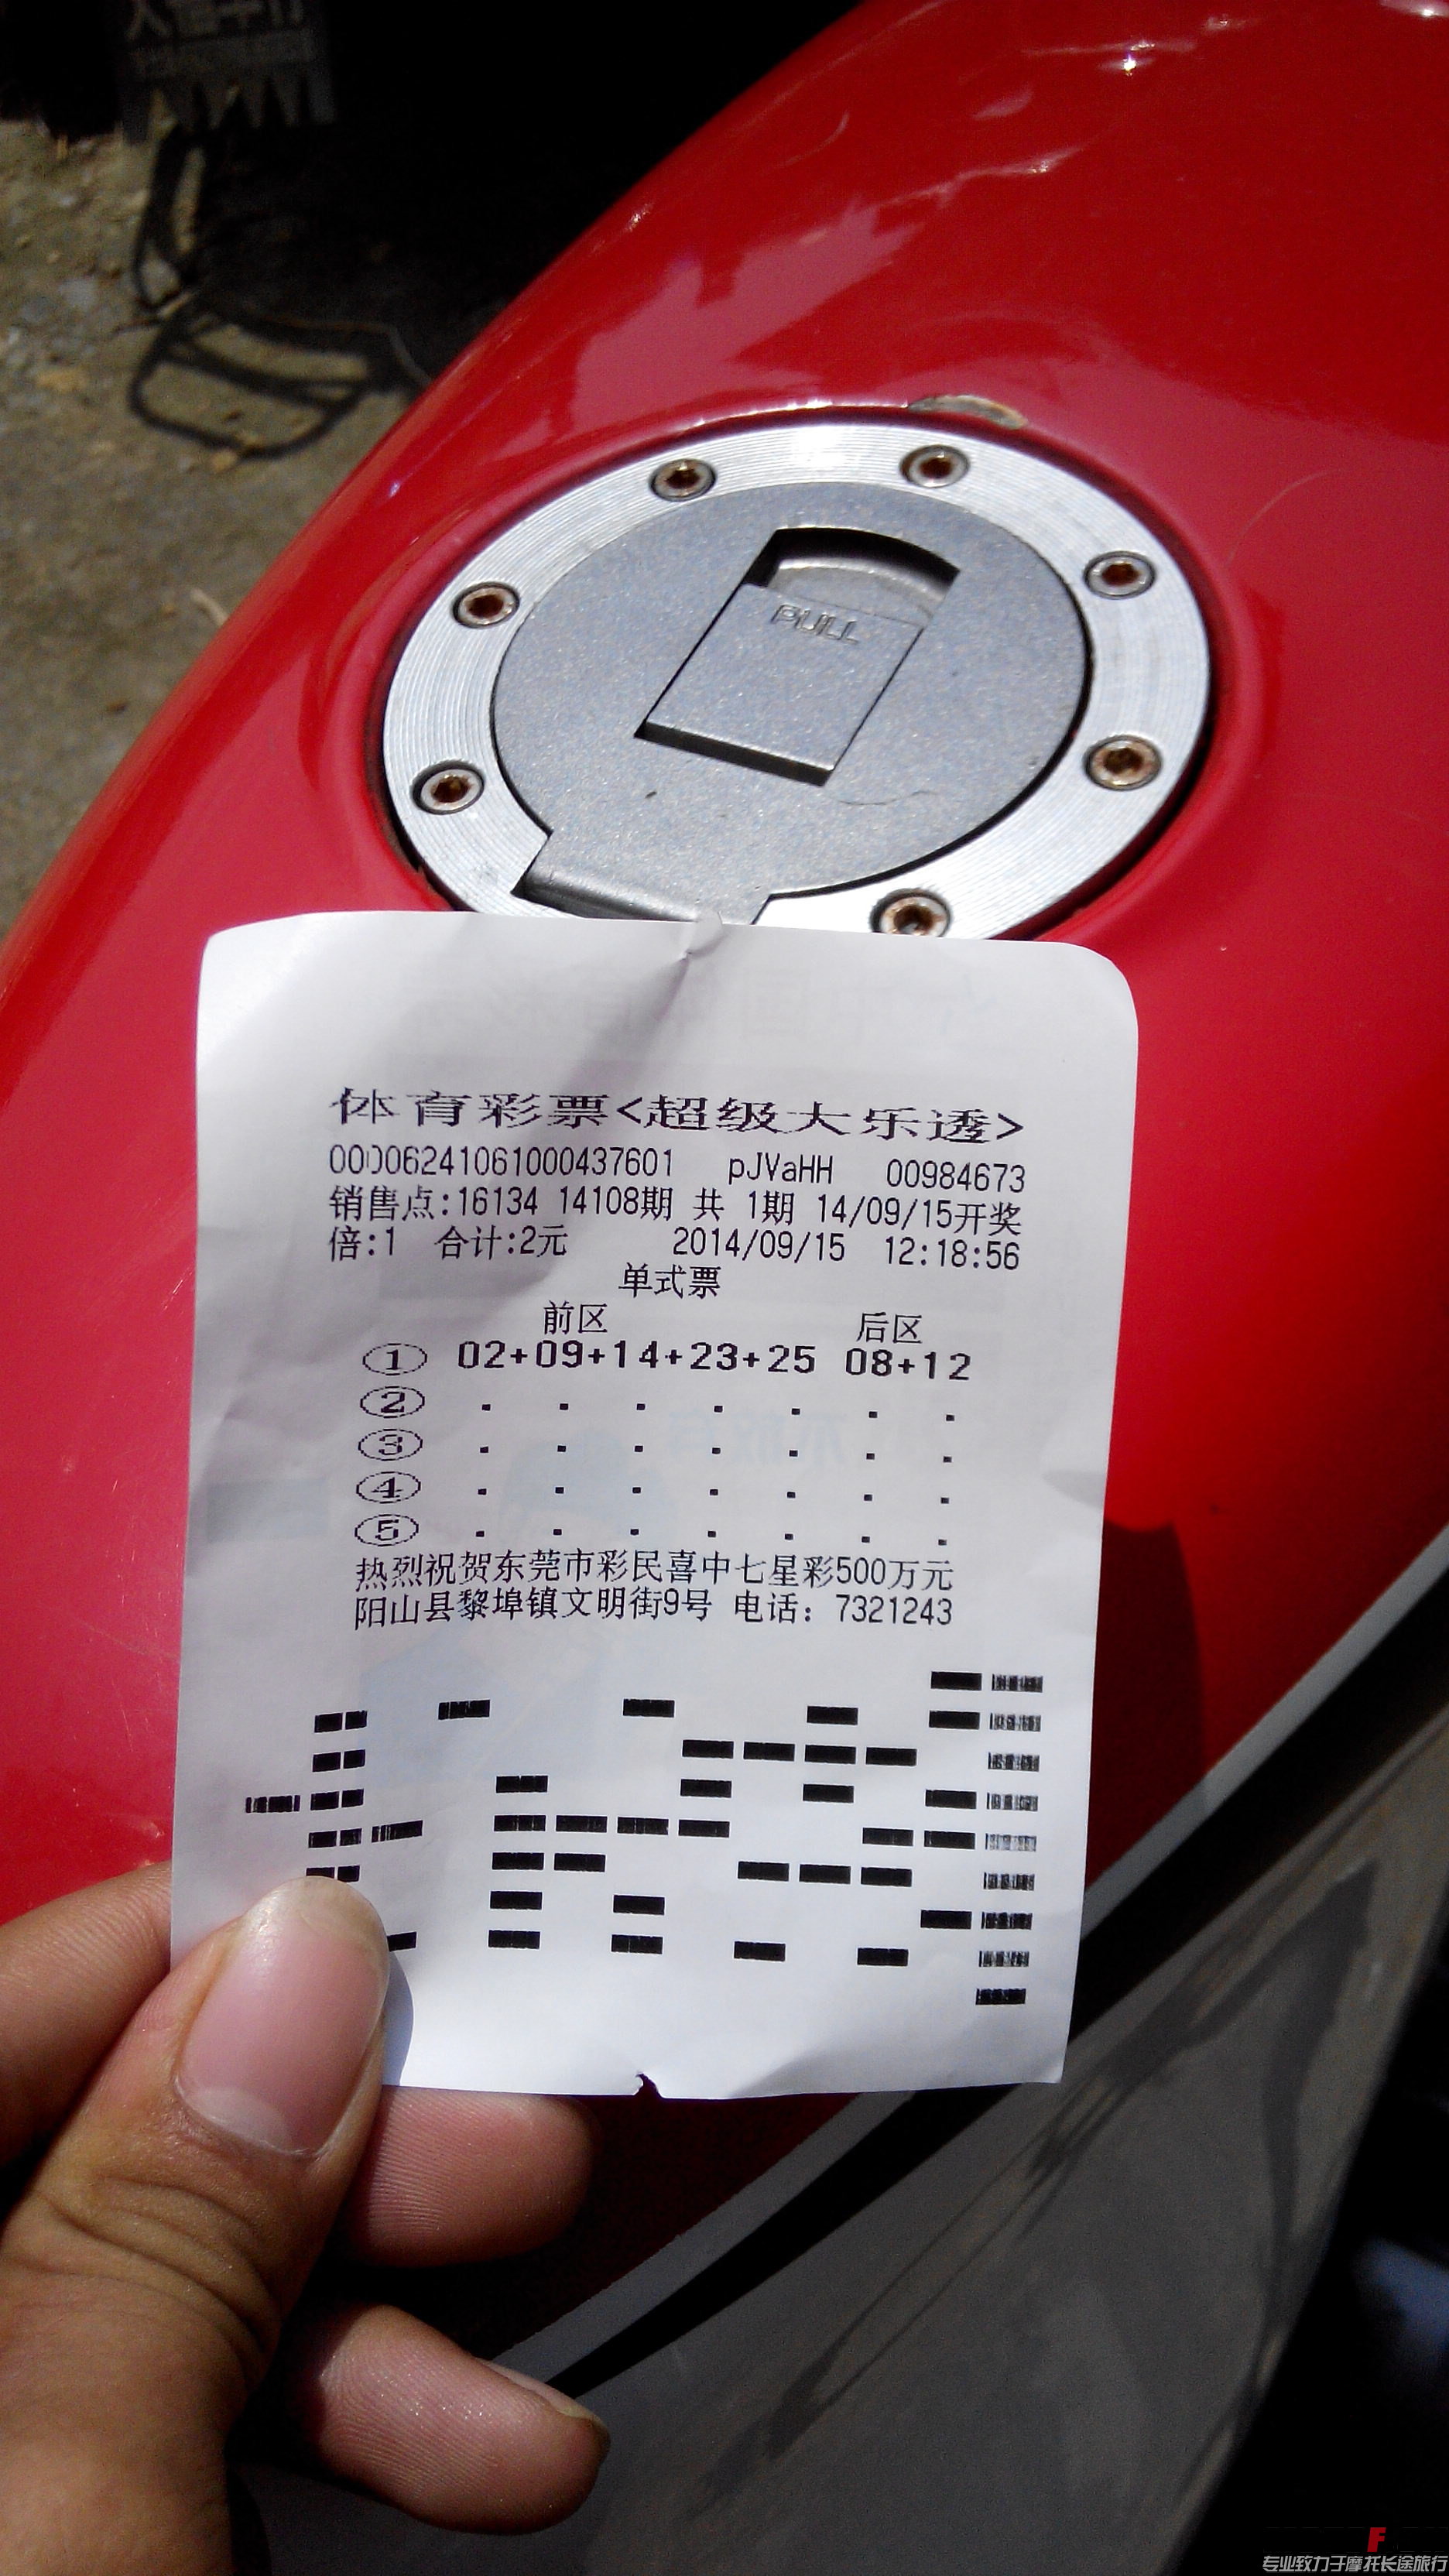 PULL
体育彩票<超级大乐透>
00006241061000437601 pJVaHH 00984673
销售点:16134 14108期 共 1期 14/09/15开奖
倍:1 合计:2元 2014/09/15 12:18:56
单式票
前区 后区
① 02+09+14+23+25 08+12
② . . . . . . .
③ . . . . . . .
④ . . . . . . .
⑤ . . . . . . .
热烈祝贺东莞市彩民喜中七星彩500万元
阳山县黎埠镇文明街9号 电话: 7321243
F
专业致力于摩托长途旅行